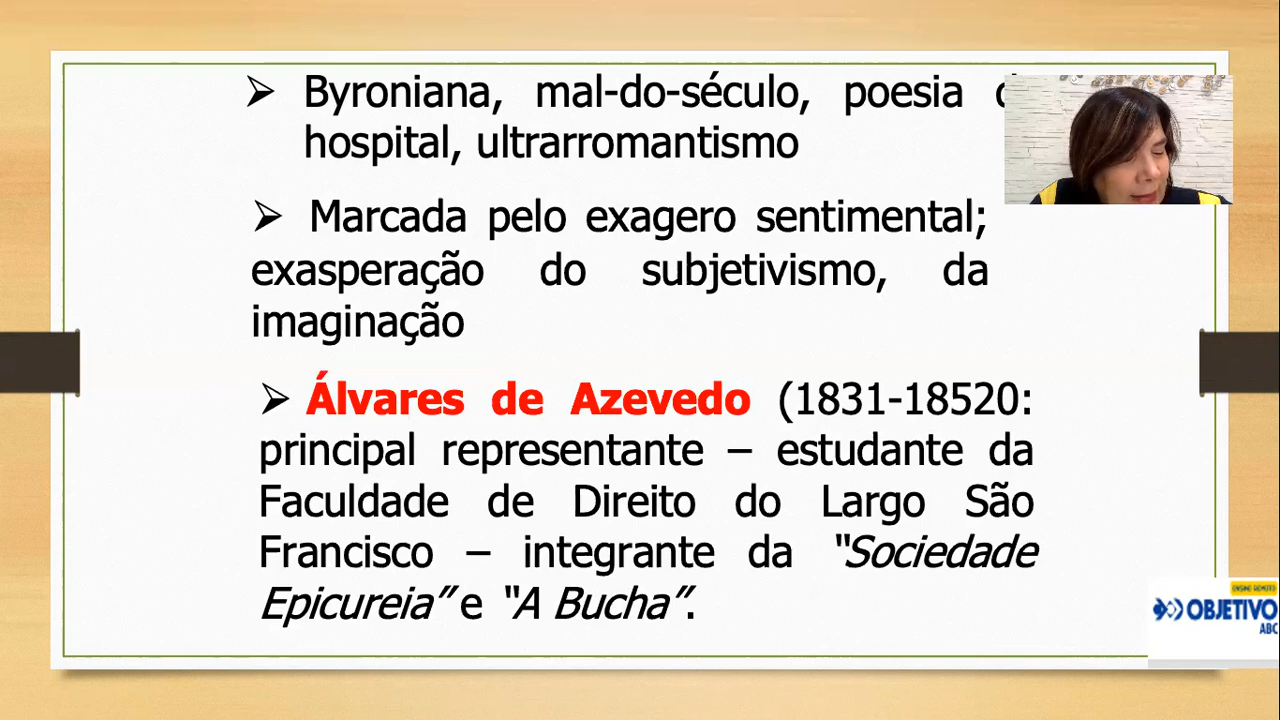 ➢ Byroniana, mal-do-século, poesia
hospital, ultrarromantismo
➢ Marcada pelo exagero sentimental;
exasperação do subjetivismo, da
imaginação
➢ Álvares de Azevedo (1831-18520:
principal representante – estudante da
Faculdade de Direito do Largo São
Francisco – integrante da “Sociedade
Epicureia” e “A Bucha”.
ENSINO REMOTO
OBJETIVO
ABC